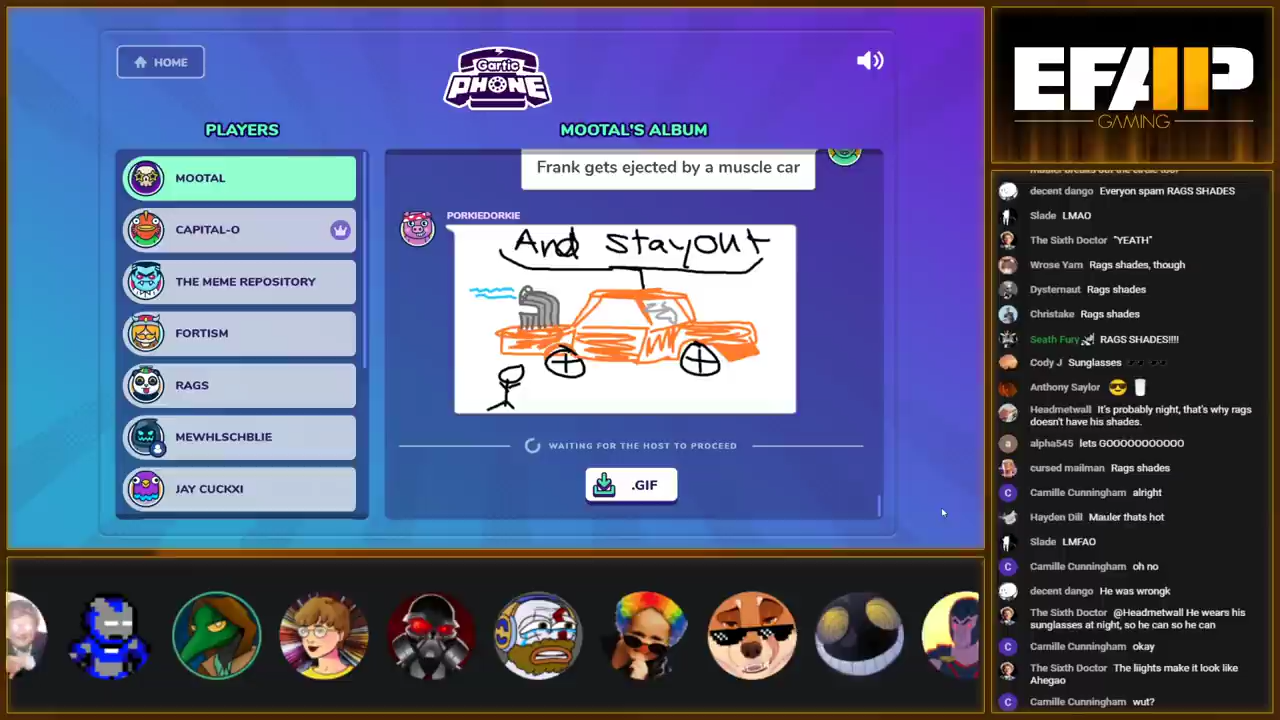 HOME
Gartic
PHONE
PLAYERS
MOOTAL
CAPITAL-O
THE MEME REPOSITORY
FORTISM
RAGS
MEWHLSCHBLIE
JAY CUCKXI
MOOTAL'S ALBUM
Frank gets ejected by a muscle car
PORKIEDORKIE
And stay out
WAITING FOR THE HOST TO PROCEED
.GIF
EFAP
GAMING
decent dango Everyon spam RAGS SHADES
Slade LMAO
The Sixth Doctor "YEATH"
Wrose Yarn Rags shades, though
Dysternaut Rags shades
Christake Rags shades
Seath Fury RAGS SHADES!!!!
Cody J Sunglasses
Anthony Saylor
Headmetwall It's probably night, that's why rags
doesn't have his shades.
alpha545 lets GOOOOOOOOOOO
cursed mailman Rags shades
C Camille Cunningham alright
Hayden Dill Mauler thats hot
Slade LMFAO
C Camille Cunningham oh no
decent dango He was wrongk
The Sixth Doctor @Headmetwall He wears his
sunglasses at night, so he can so he can
C Camille Cunningham okay
The Sixth Doctor The liights make it look like
Ahegao
C Camille Cunningham wut?